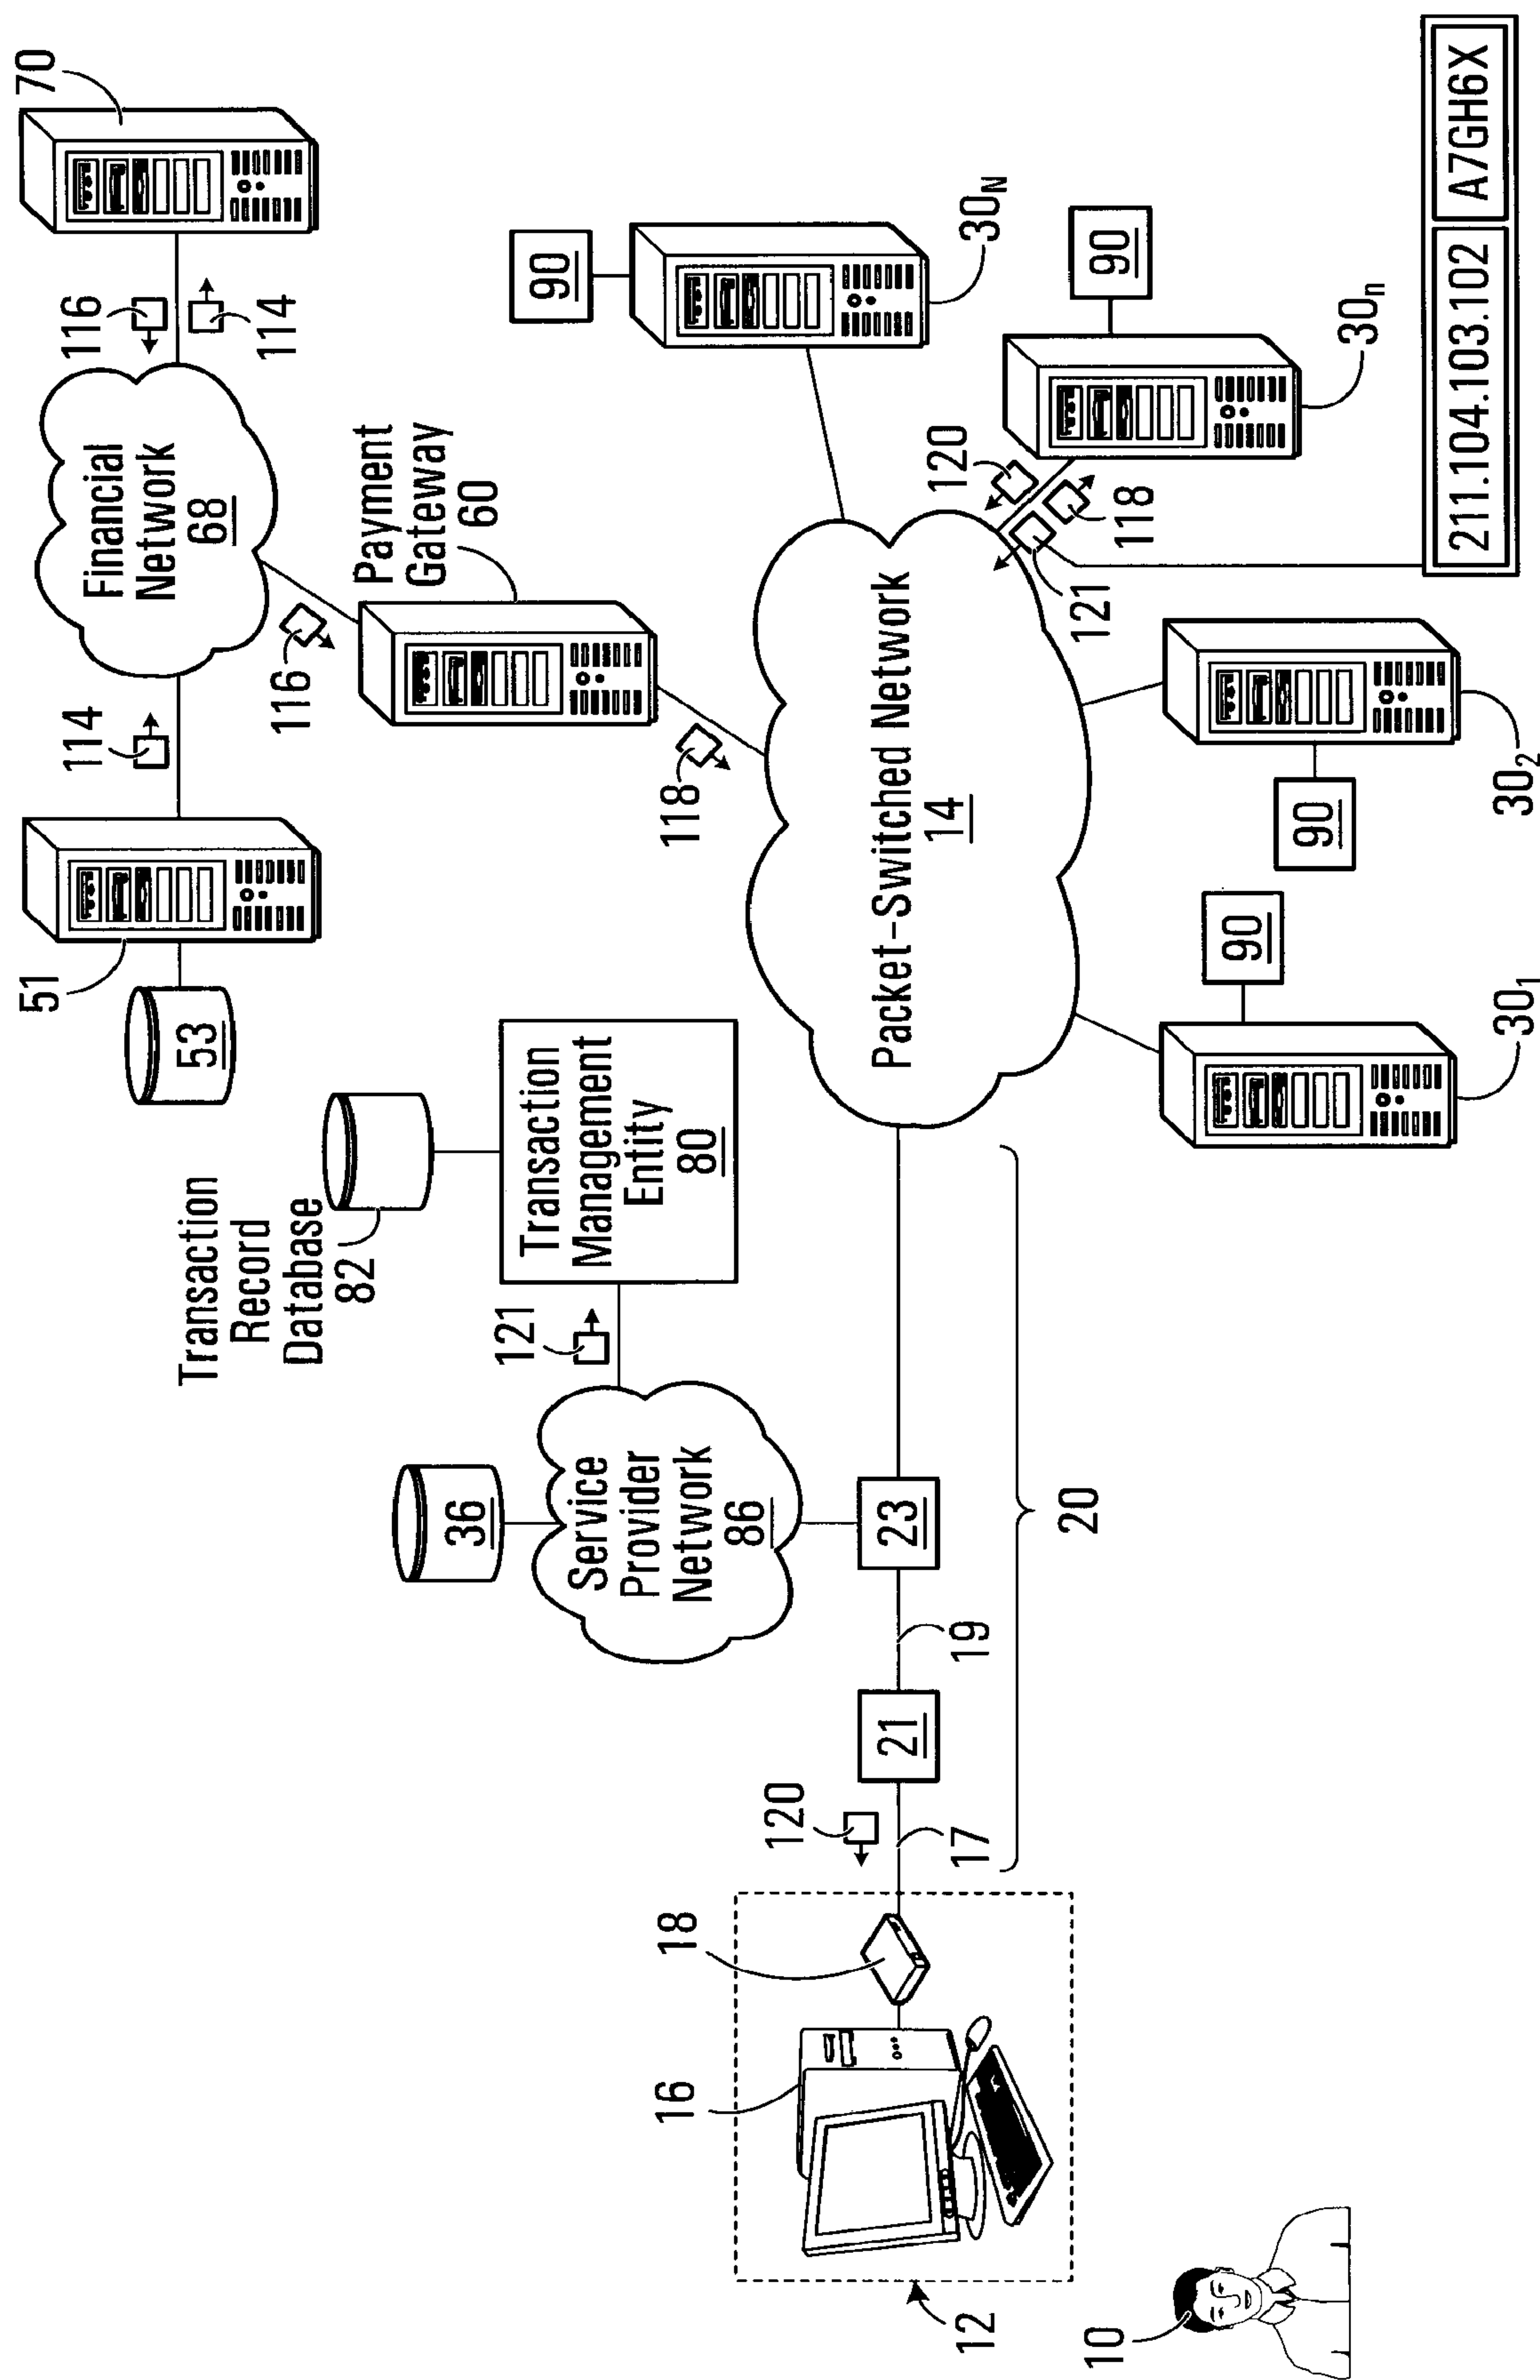 70
116
114
Financial
Network
68
51
53
114
116
Payment
Gateway
60
118
90
30N
90
30n
120
118
121
211.104.103.102 A7GH6X
Packet-Switched Network
14
90
302
90
301
Transaction
Record
Database
82
Transaction
Management
Entity
80
121
36
Service
Provider
Network
86
23
19
21
20
120
17
18
16
12
10